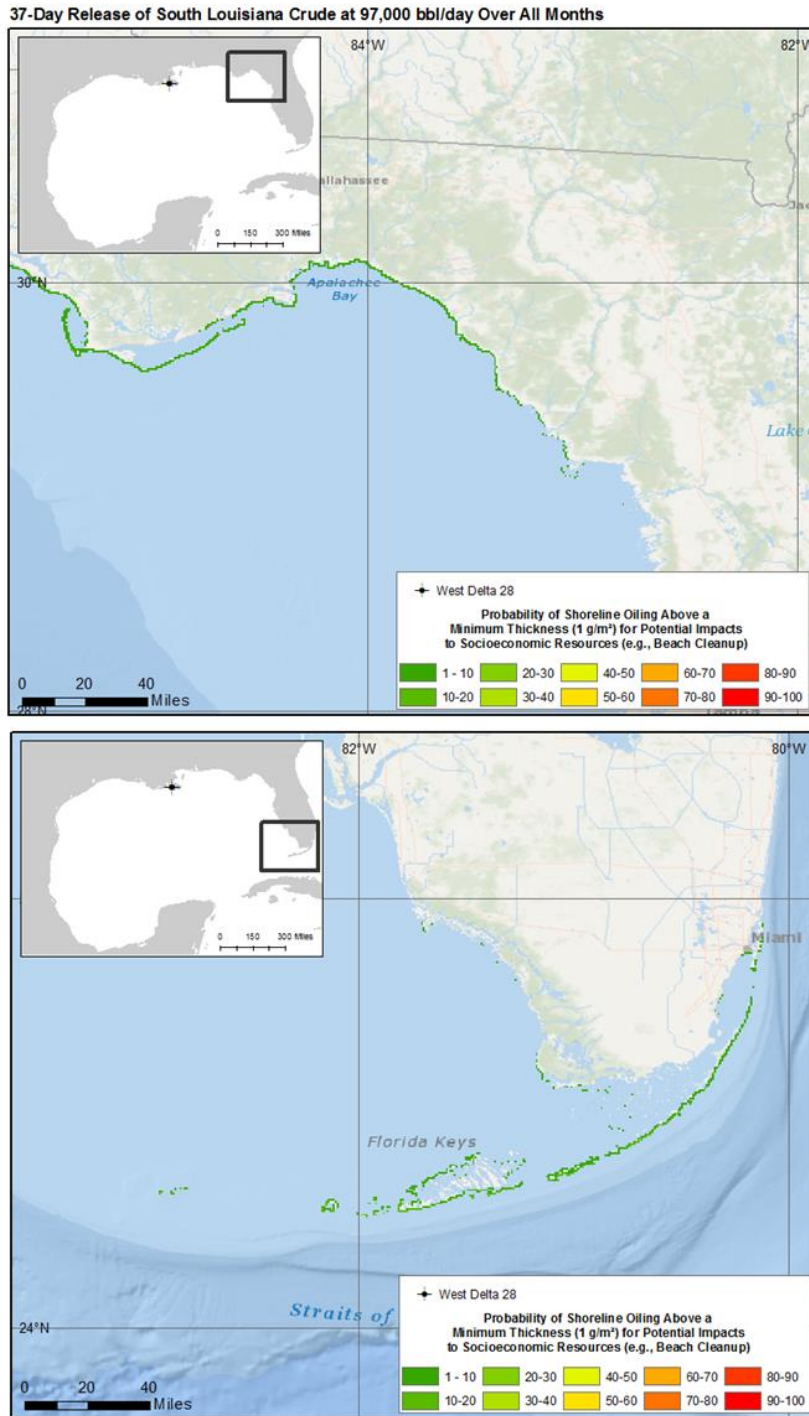 37-Day Release of South Louisiana Crude at 97,000 bbl/day Over All Months
84°W
82°W
0 150 300 Miles
allahassee
Jac
30°N
Apalachee
Bay
Lake
West Delta 28
Probability of Shoreline Oiling Above a
Minimum Thickness (1 g/m²) for Potential Impacts
to Socioeconomic Resources (e.g., Beach Cleanup)
1 - 10 20-30 40-50 60-70 80-90
10-20 30-40 50-60 70-80 90-100
0 20 40
Miles
28°N
82°W
80°W
0 150 300 Miles
Miami
Florida Keys
Straits of
24°N
West Delta 28
Probability of Shoreline Oiling Above a
Minimum Thickness (1 g/m²) for Potential Impacts
to Socioeconomic Resources (e.g., Beach Cleanup)
1 - 10 20-30 40-50 60-70 80-90
10-20 30-40 50-60 70-80 90-100
0 20 40
Miles